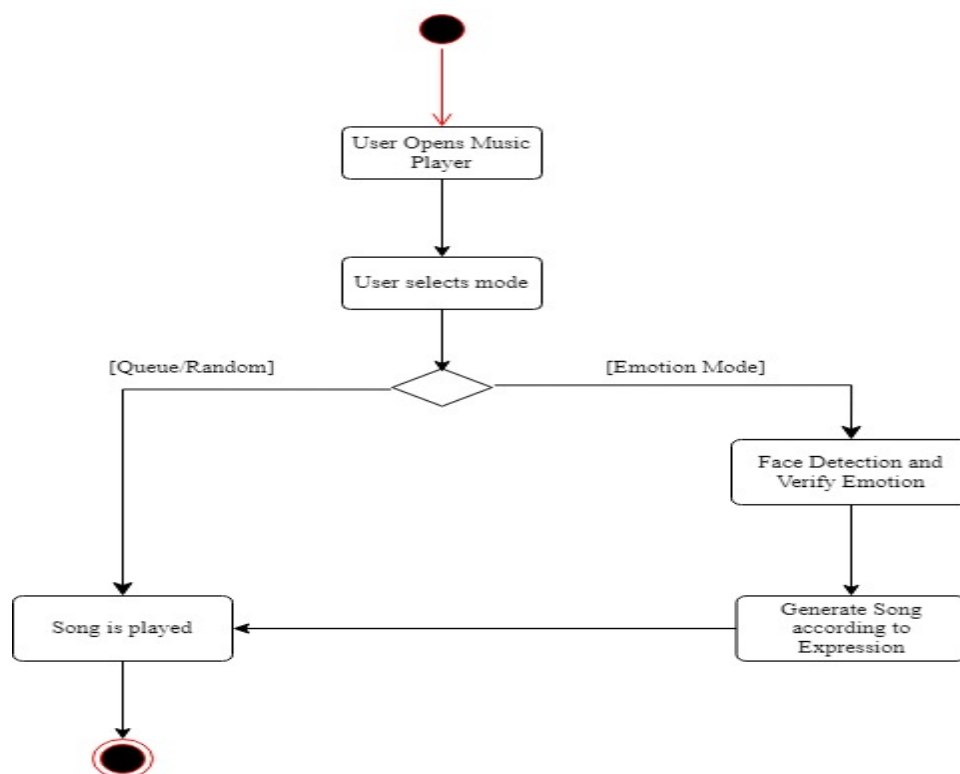 User Opens Music
Player
User selects mode
[Queue/Random]
[Emotion Mode]
Face Detection and
Verify Emotion
Song is played
Generate Song
according to
Expression